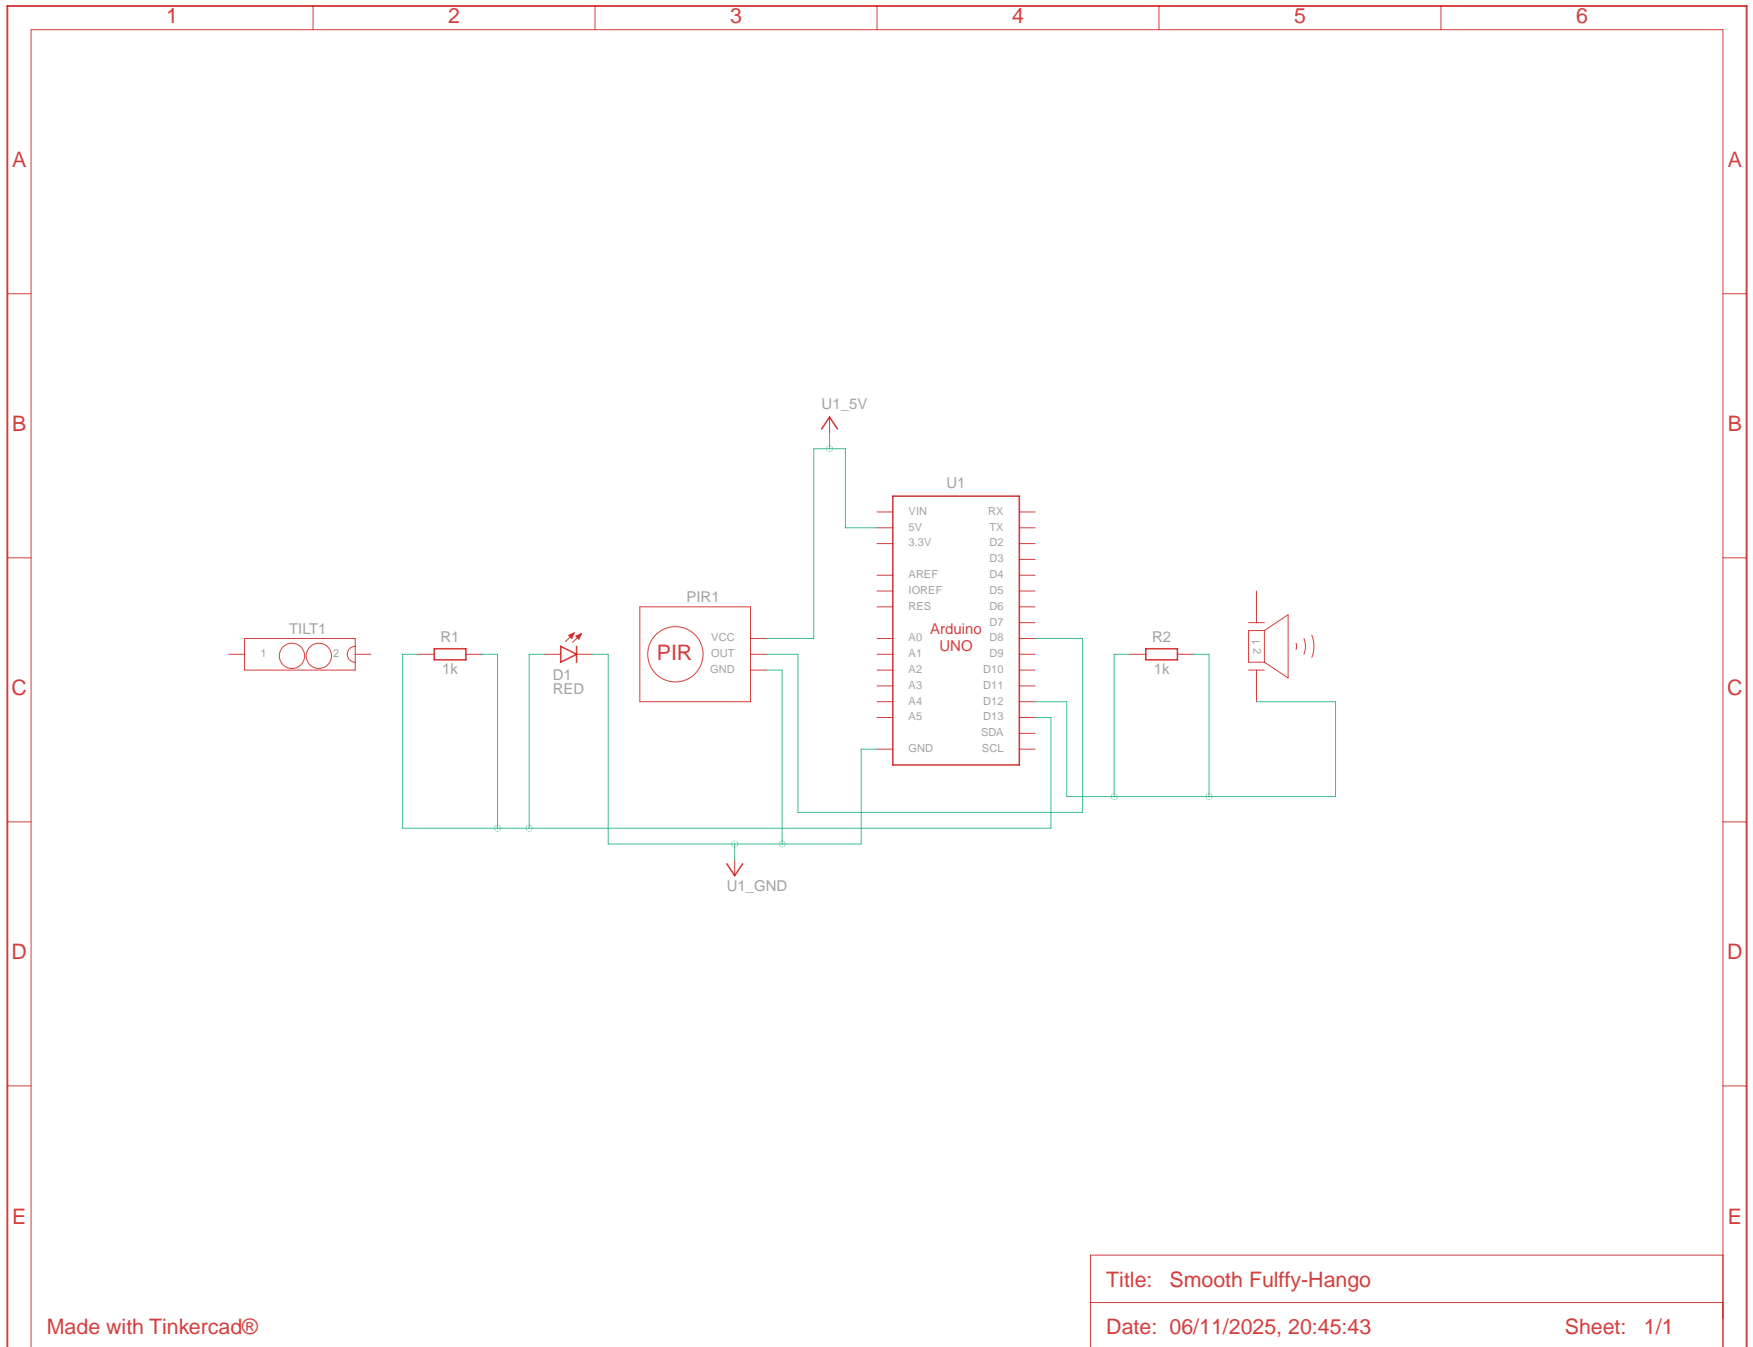 1 2 3 4 5 6
A A
B B
C C
D D
E E
U1_5V
U1
VIN RX
5V TX
3.3V D2
D3
AREF D4
IOREF D5
RES D6
D7
A0 D8
A1 D9
A2 D10
A3 D11
A4 D12
A5 D13
SDA
GND SCL
Arduino
UNO
TILT1
1 2
R1
1k
D1
RED
PIR1
PIR
VCC
OUT
GND
R2
1k
1 2
U1_GND
Title: Smooth Fulffy-Hango
Made with Tinkercad®
Date: 06/11/2025, 20:45:43 Sheet: 1/1